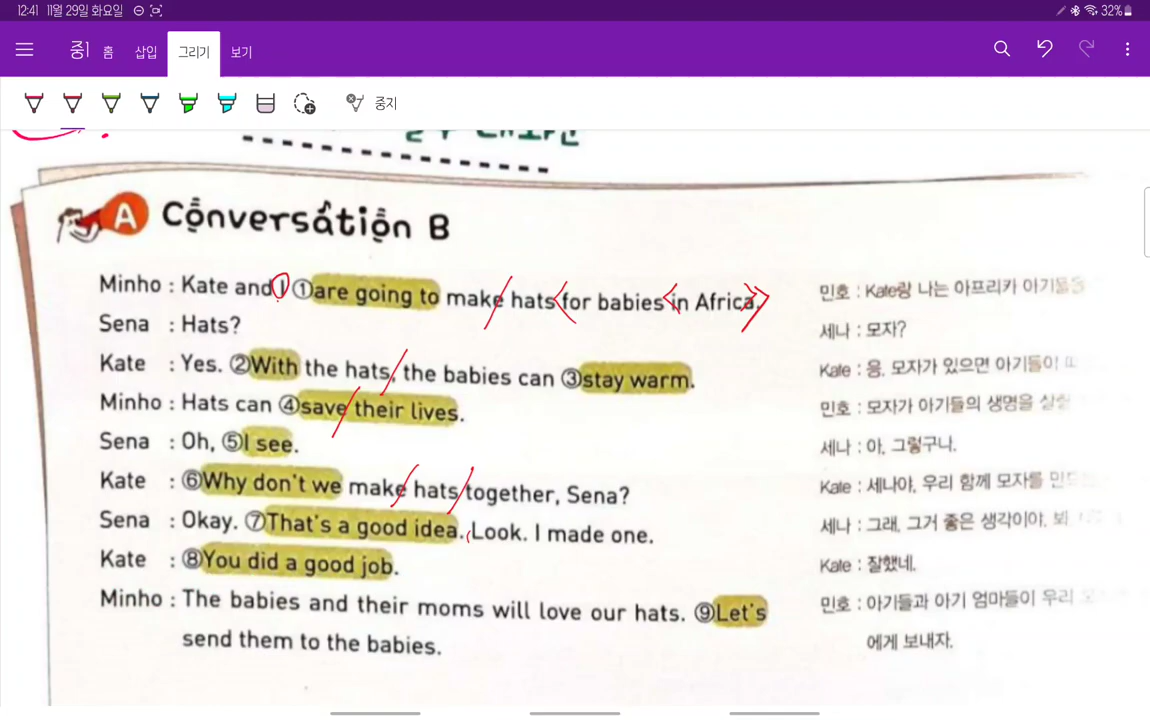 12:41 11월 29일 화요일 32%
중1 홈 삽입 그리기 보기
중지
A Conversation B
Minho : Kate and I ①are going to make hats for babies in Africa.
민호 : Kate랑 나는 아프리카 아기들을
Sena : Hats?
세나 : 모자?
Kate : Yes. ②With the hats, the babies can ③stay warm.
Kate : 응, 모자가 있으면 아기들이
Minho : Hats can ④save their lives.
민호 : 모자가 아기들의 생명을 살릴
Sena : Oh, ⑤I see.
세나 : 아, 그렇구나.
Kate : ⑥Why don't we make hats together, Sena?
Kate : 세나야, 우리 함께 모자를
Sena : Okay. ⑦That's a good idea. Look. I made one.
세나 : 그래, 그거 좋은 생각이야. 봐
Kate : ⑧You did a good job.
Kate : 잘했네.
Minho : The babies and their moms will love our hats. ⑨Let's
민호 : 아기들과 아기 엄마들이 우리
send them to the babies.
에게 보내자.